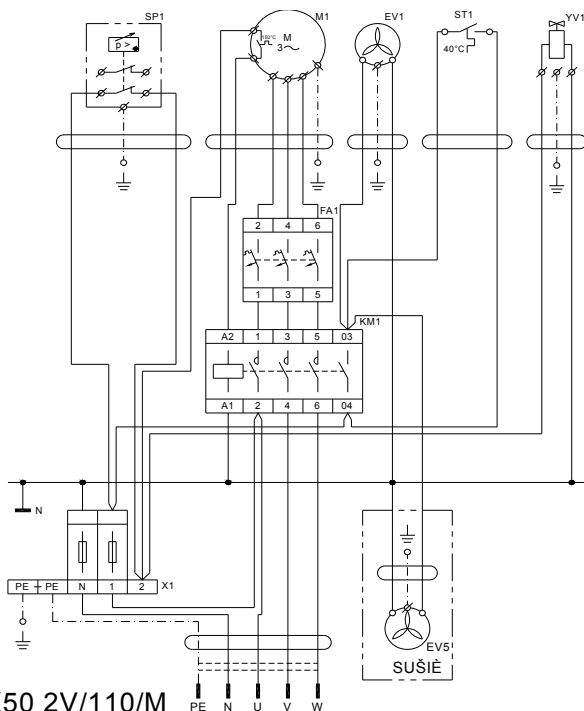 SP1
M1
EV1
ST1
YV1
p >
150°C
M
3
40°C
FA1
2 4 6
1 3 5
KM1
A2 1 3 5 03
A1 2 4 6 04
N
PE PE N 1 2 X1
EV5
SUŠIÈ
50 2V/110/M
PE N U V W